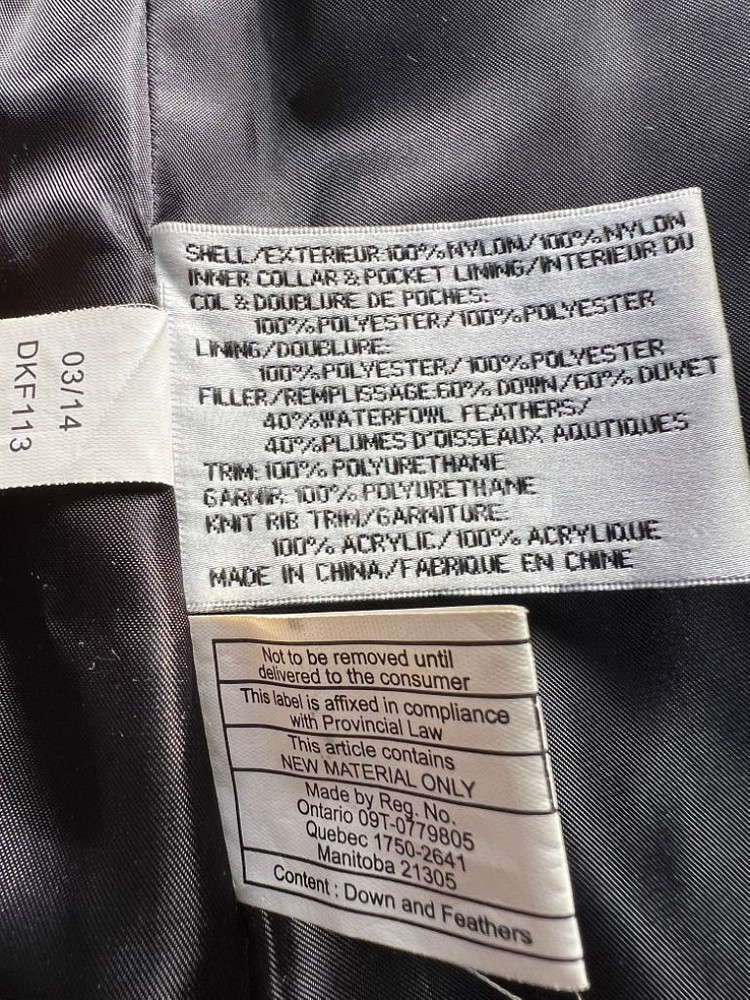 SHELL/EXTERIEUR:100%NYLON/100%NYLON
INNER COLLAR & POCKET LINING/INTERIEUR DU
COL & DOUBLURE DE POCHES:
100%POLYESTER/100%POLYESTER
LINING/DOUBLURE:
100%POLYESTER/100%POLYESTER
FILLER/REMPLISSAGE:60% DOWN/60% DUVET
40%WATERFOWL FEATHERS/
40%PLUMES D'OISSEAUX AQUTIQUES
TRIM: 100% POLYURETHANE
GARNIR: 100% POLYURETHANE
KNIT RIB TRIM/GARNITURE:
100% ACRYLIC/100% ACRYLIQUE
MADE IN CHINA/FABRIQUE EN CHINE
03/14
DKF113
Not to be removed until
delivered to the consumer
This label is affixed in compliance
with Provincial Law
This article contains
NEW MATERIAL ONLY
Made by Reg. No.
Ontario 09T-0779805
Quebec 1750-2641
Manitoba 21305
Content : Down and Feathers